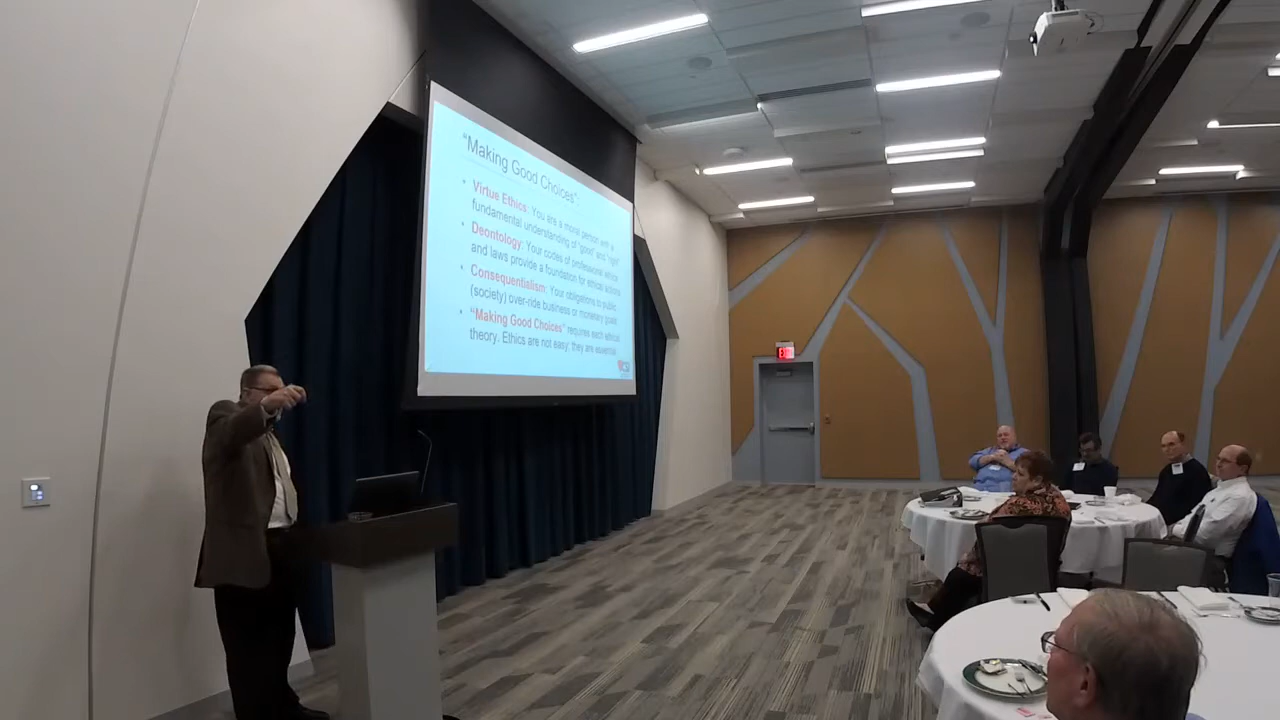 "Making Good Choices":
• Virtue Ethics: You are a moral person with a
fundamental understanding of "good" and "right"
• Deontology: Your codes of professional ethics
and laws provide a foundation for ethical actions
• Consequentialism: Your obligations to public
(society) over-ride business or monetary goals
• "Making Good Choices" requires each ethical
theory. Ethics are not easy: they are essential